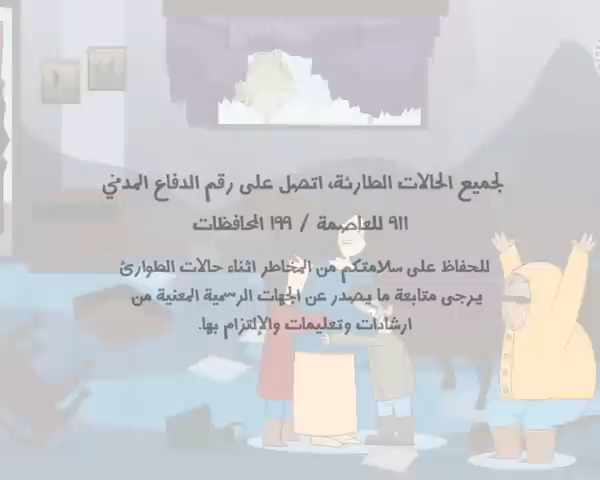 لجميع الحالات الطارئة، اتصل على رقم الدفاع المدني
٩١١ للعاصمة / ١٩٩ المحافظات
للحفاظ على سلامتكم من المخاطر اثناء حالات الطوارئ
يرجى متابعة ما يصدر عن الجهات الرسمية المعنية من
ارشادات وتعليمات والإلتزام بها.